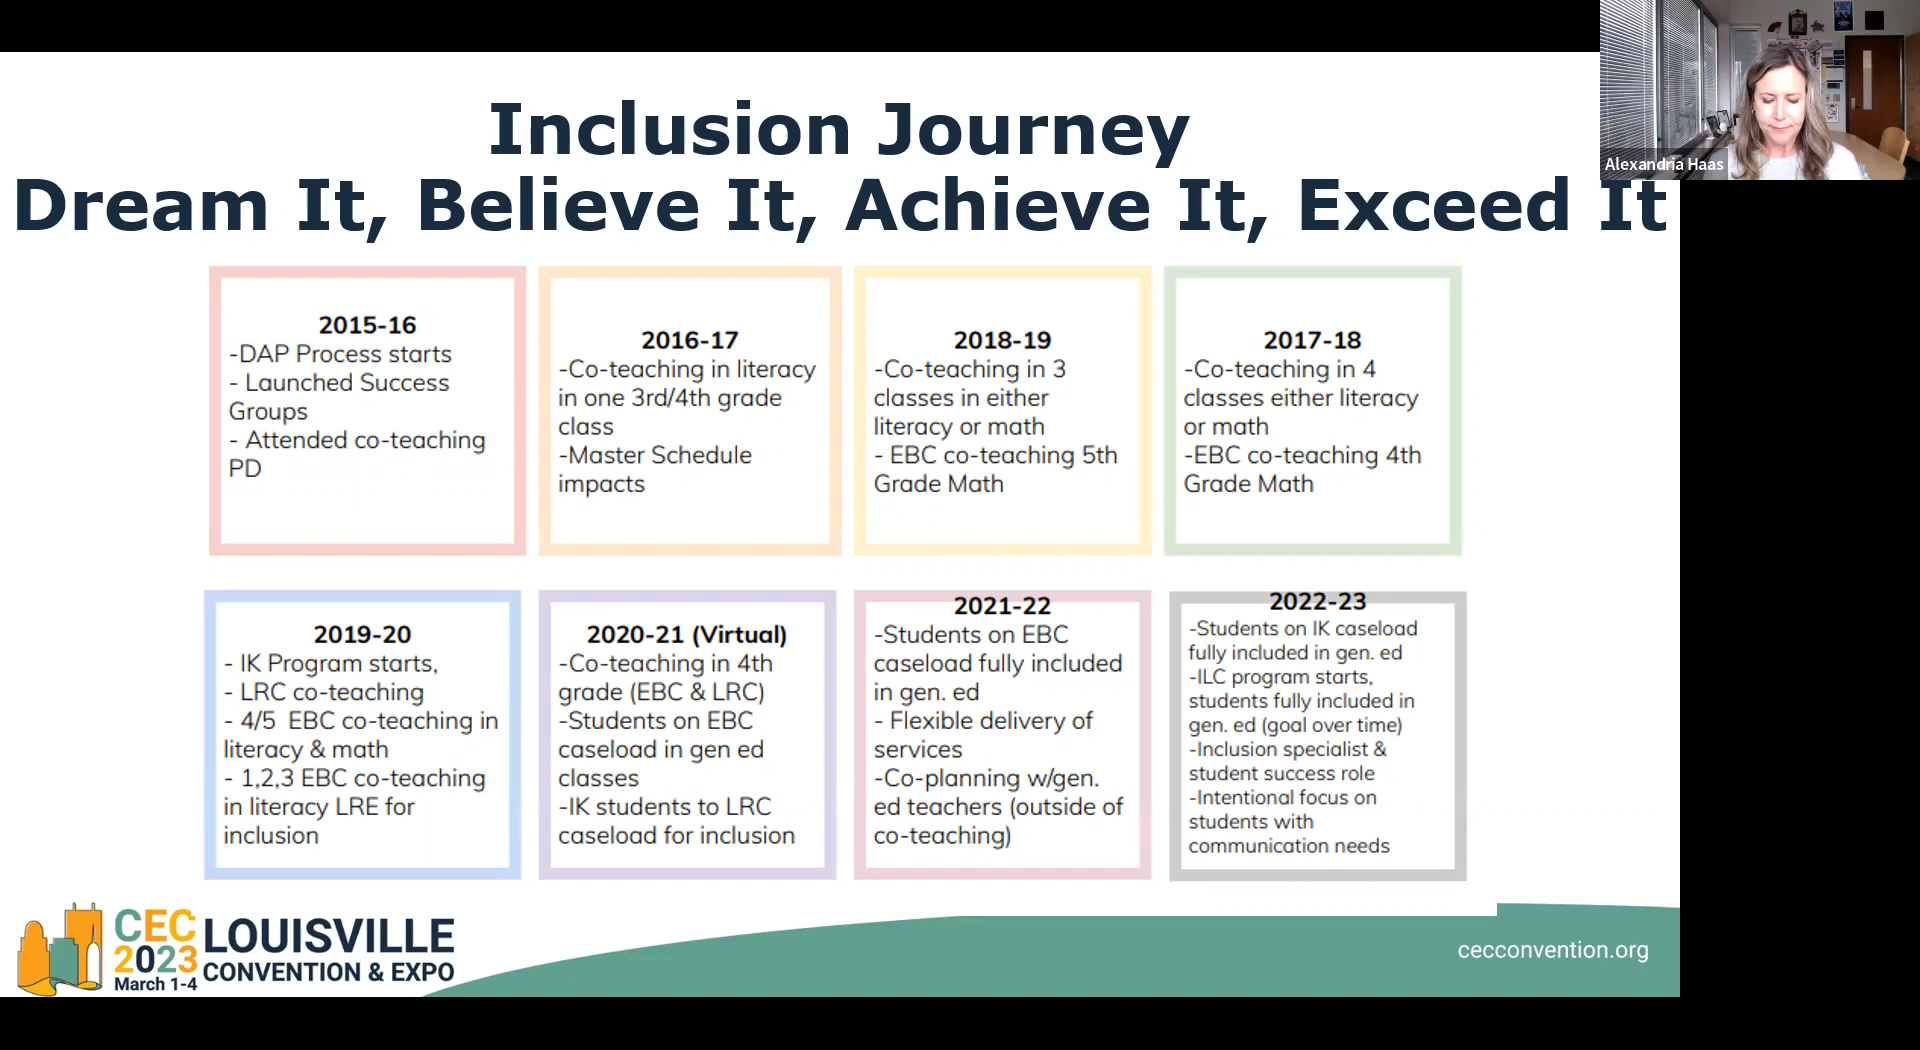 Inclusion Journey
Dream It, Believe It, Achieve It, Exceed It
Alexandria Haas
2015-16
-DAP Process starts
- Launched Success
Groups
- Attended co-teaching
PD
2016-17
-Co-teaching in literacy
in one 3rd/4th grade
class
-Master Schedule
impacts
2018-19
-Co-teaching in 3
classes in either
literacy or math
- EBC co-teaching 5th
Grade Math
2017-18
-Co-teaching in 4
classes either literacy
or math
-EBC co-teaching 4th
Grade Math
2019-20
- IK Program starts,
- LRC co-teaching
- 4/5 EBC co-teaching in
literacy & math
- 1,2,3 EBC co-teaching
in literacy LRE for
inclusion
2020-21 (Virtual)
-Co-teaching in 4th
grade (EBC & LRC)
-Students on EBC
caseload in gen ed
classes
-IK students to LRC
caseload for inclusion
2021-22
-Students on EBC
caseload fully included
in gen. ed
- Flexible delivery of
services
-Co-planning w/gen.
ed teachers (outside of
co-teaching)
2022-23
-Students on IK caseload
fully included in gen. ed
-ILC program starts,
students fully included in
gen. ed (goal over time)
-Inclusion specialist &
student success role
-Intentional focus on
students with
communication needs
CEC
2023
March 1-4
LOUISVILLE
CONVENTION & EXPO
cecconvention.org